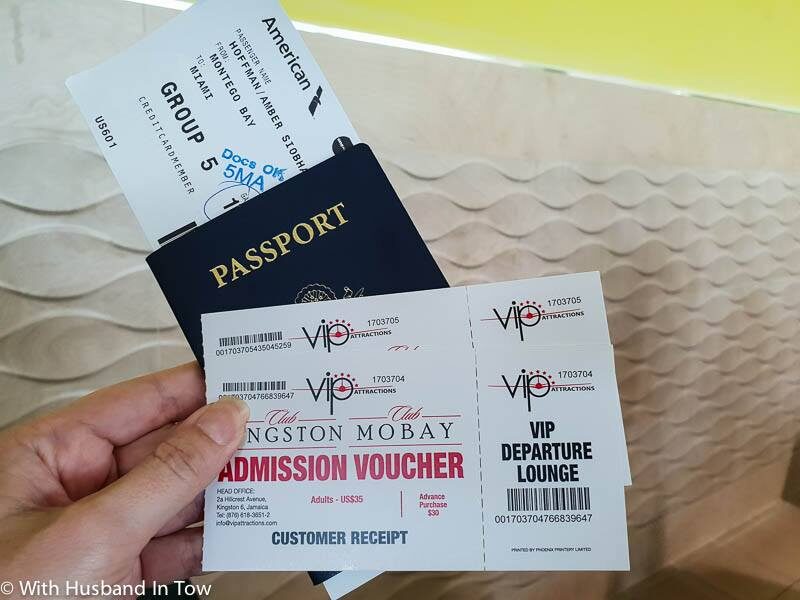 American
PASSENGER NAME
HOFFMAN/AMBER SIOBHA
FROM:
MONTEGO BAY
TO:
MIAMI
GROUP 5
CREDITCARDMEMBER
US601
Docs OK
5MA
PASSPORT
vip ATTRACTIONS
1703705
001703705435045259
vip ATTRACTIONS
1703705
vip ATTRACTIONS
1703704
001703704766839647
Club Club
NGSTON MOBAY
ADMISSION VOUCHER
HEAD OFFICE:
2a Hillcrest Avenue,
Kingston 6, Jamaica
Tel: (876) 618-3651-2
info@vipattractions.com
Adults - US$35
Advance
Purchase
$30
CUSTOMER RECEIPT
vip ATTRACTIONS
1703704
VIP
DEPARTURE
LOUNGE
001703704766839647
PRINTED BY PHOENIX PRINTERY LIMITED
© With Husband In Tow